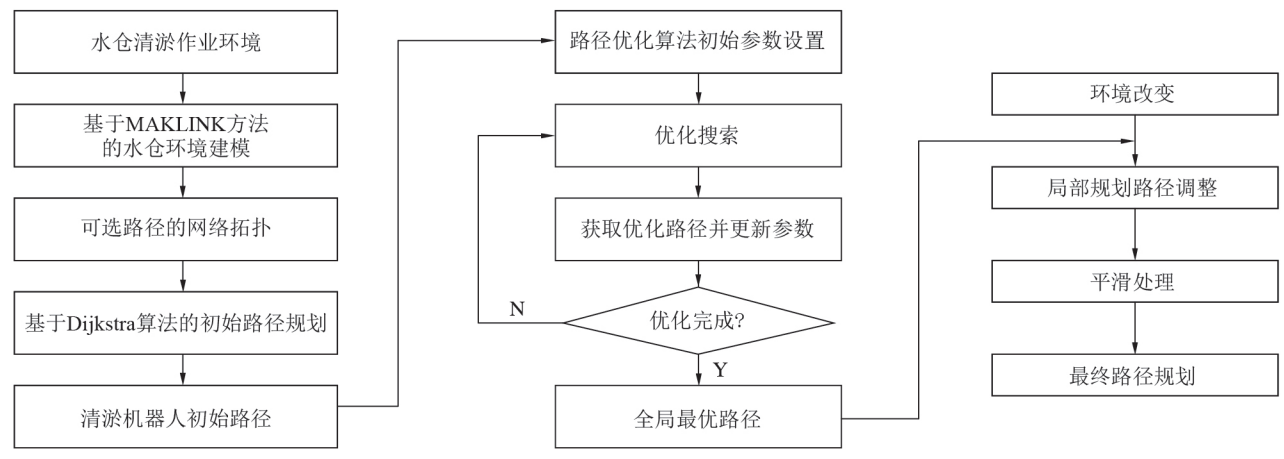 水仓清淤作业环境
基于MAKLINK方法
的水仓环境建模
可选路径的网络拓扑
基于Dijkstra算法的初始路径规划
清淤机器人初始路径
路径优化算法初始参数设置
优化搜索
获取优化路径并更新参数
优化完成?
N
Y
全局最优路径
环境改变
局部规划路径调整
平滑处理
最终路径规划